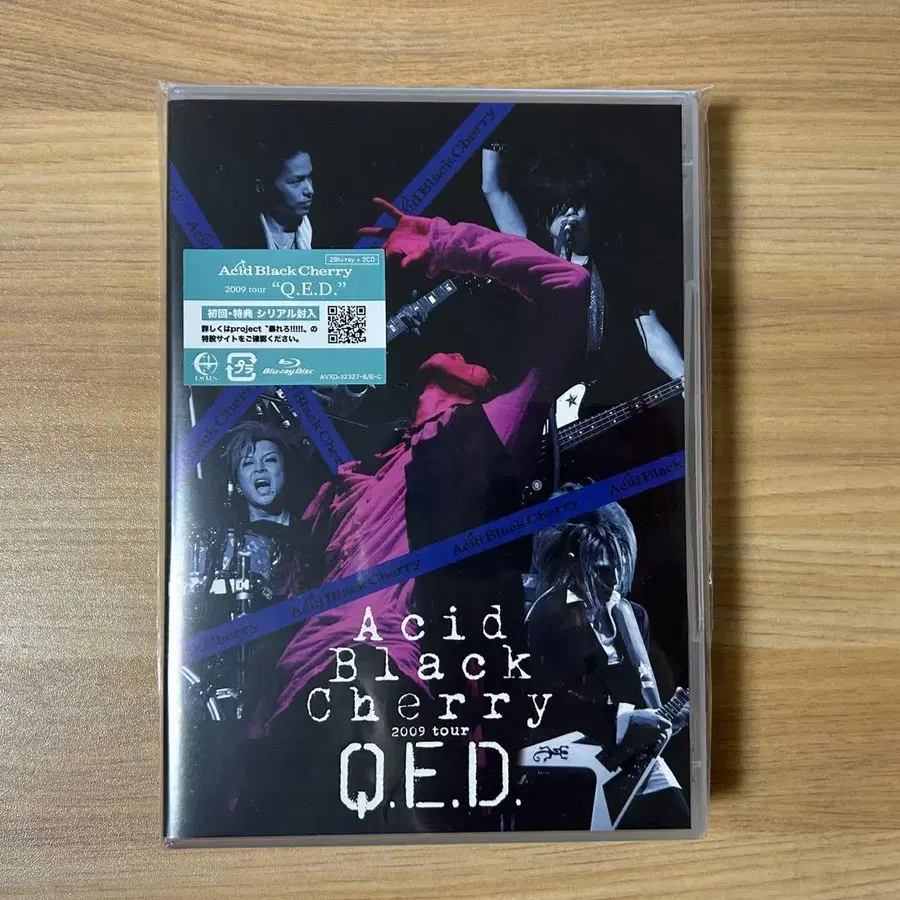 Acid Black Cherry
Acid Black Cherry
2Blu-ray + 2CD
Acid Black Cherry
2009 tour "Q.E.D."
初回・特典 シリアル封入
詳しくはproject『暴れろ!!!!!』の
特設サイトをご確認ください。
プラ
Blu-ray Disc
AVXD-32327~8/B~C
Acid Black Cherry
Acid Black Cherry
Acid Black Cherry
Acid Black Cherry
Acid Black
Cherry
Acid
Black
Cherry
2009 tour
Q.E.D.